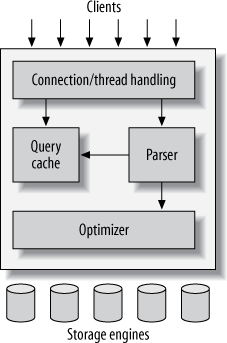 Clients
Connection/thread handling
Query
cache
Parser
Optimizer
Storage engines